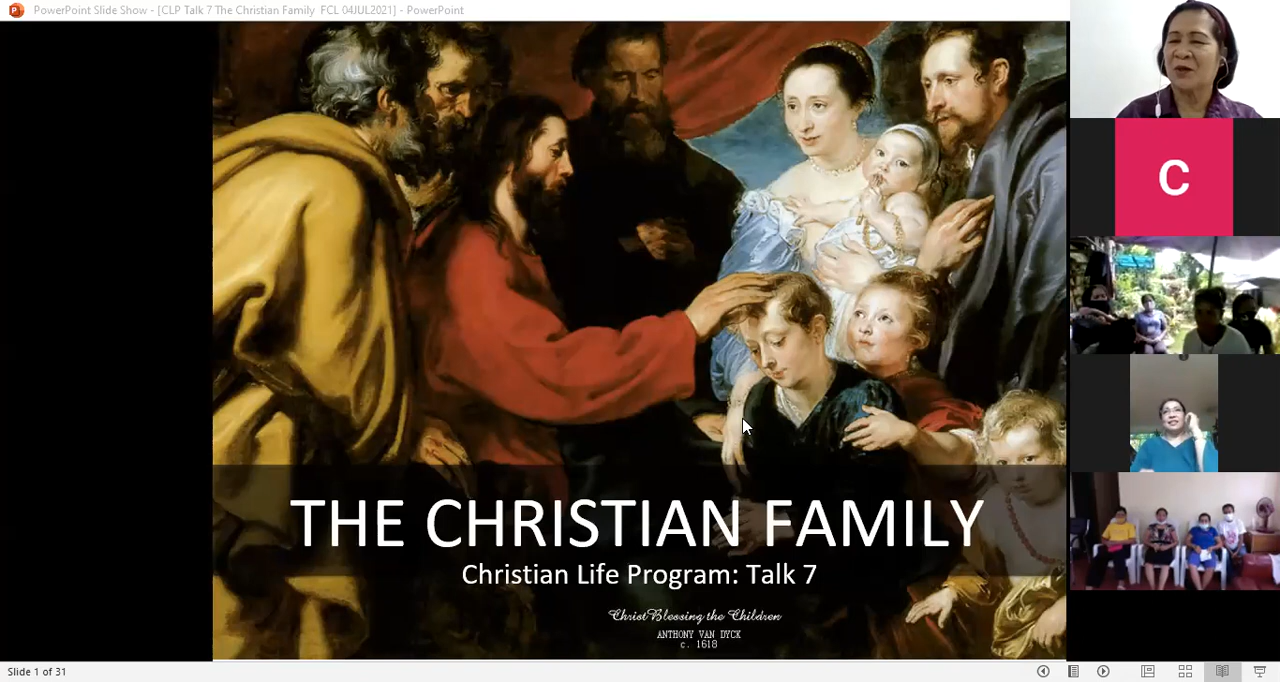 PowerPoint Slide Show - [CLP Talk 7 The Christian Family  FCL 04JUL2021] - PowerPoint
C
THE CHRISTIAN FAMILY
Christian Life Program: Talk 7
Christ Blessing the Children
ANTHONY VAN DYCK
c. 1618
Slide 1 of 31